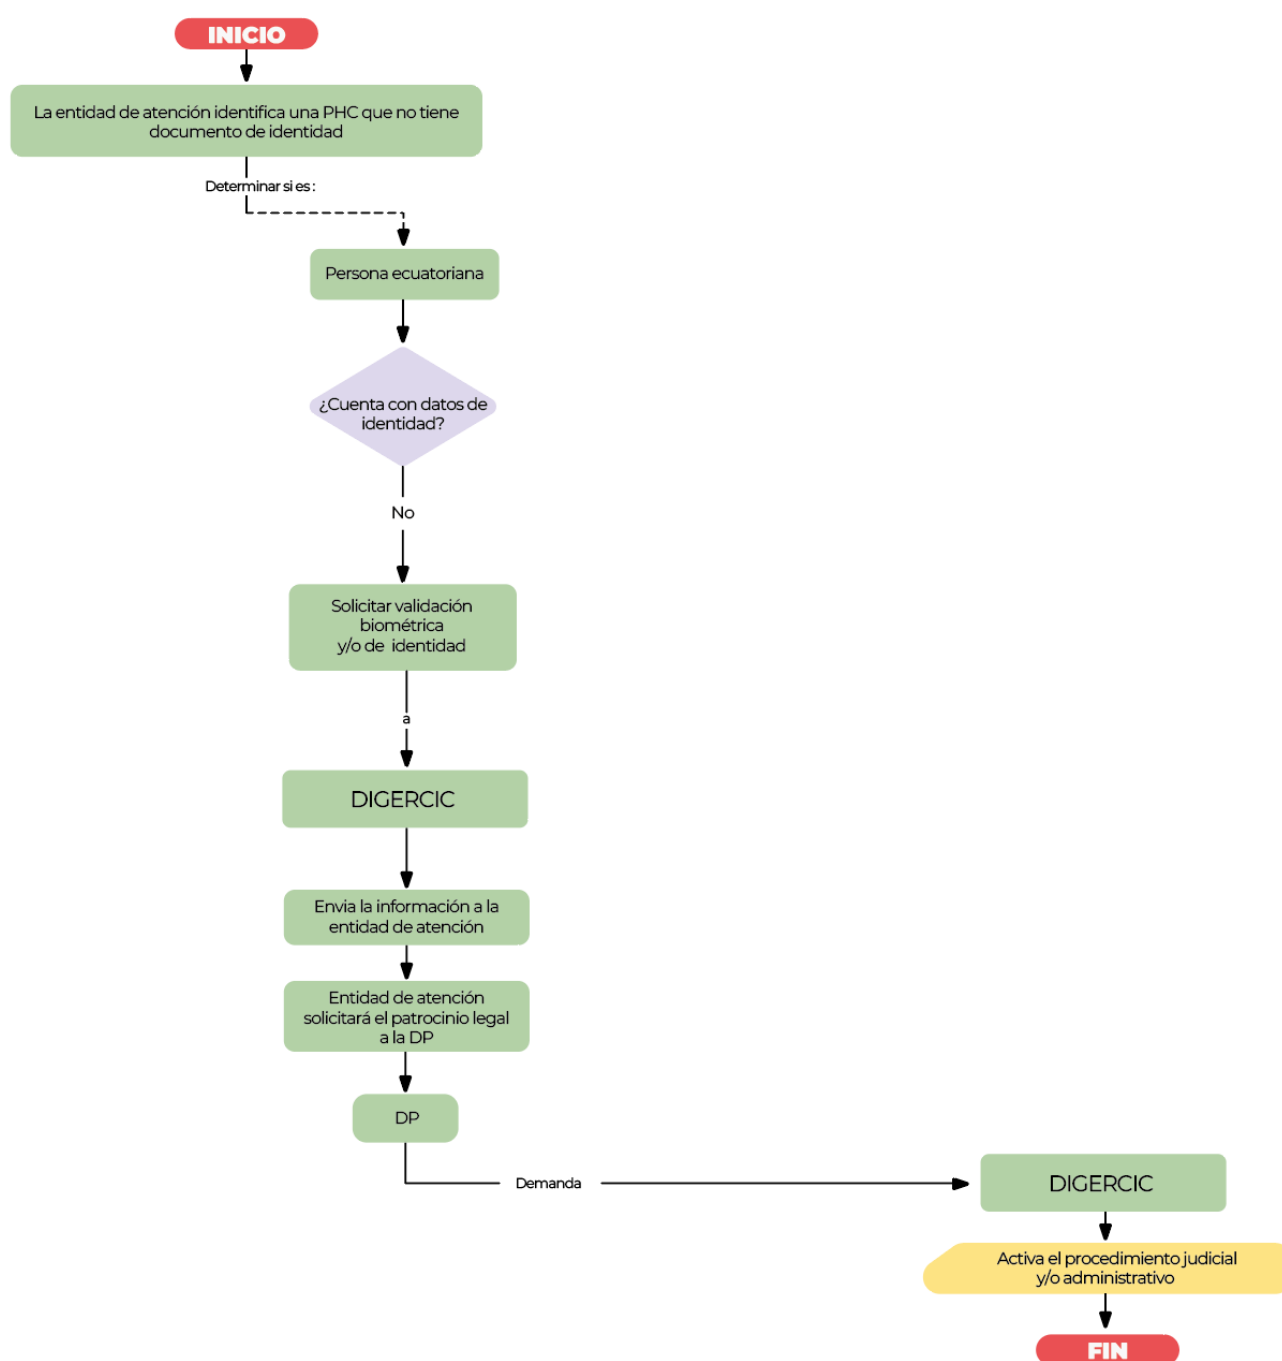 INICIO
La entidad de atención identifica una PHC que no tiene
documento de identidad
Determinar si es :
Persona ecuatoriana
¿Cuenta con datos de
identidad?
No
Solicitar validación
biométrica
y/o de identidad
a
DIGERCIC
Envia la información a la
entidad de atención
Entidad de atención
solicitará el patrocinio legal
a la DP
DP
Demanda
DIGERCIC
Activa el procedimiento judicial
y/o administrativo
FIN